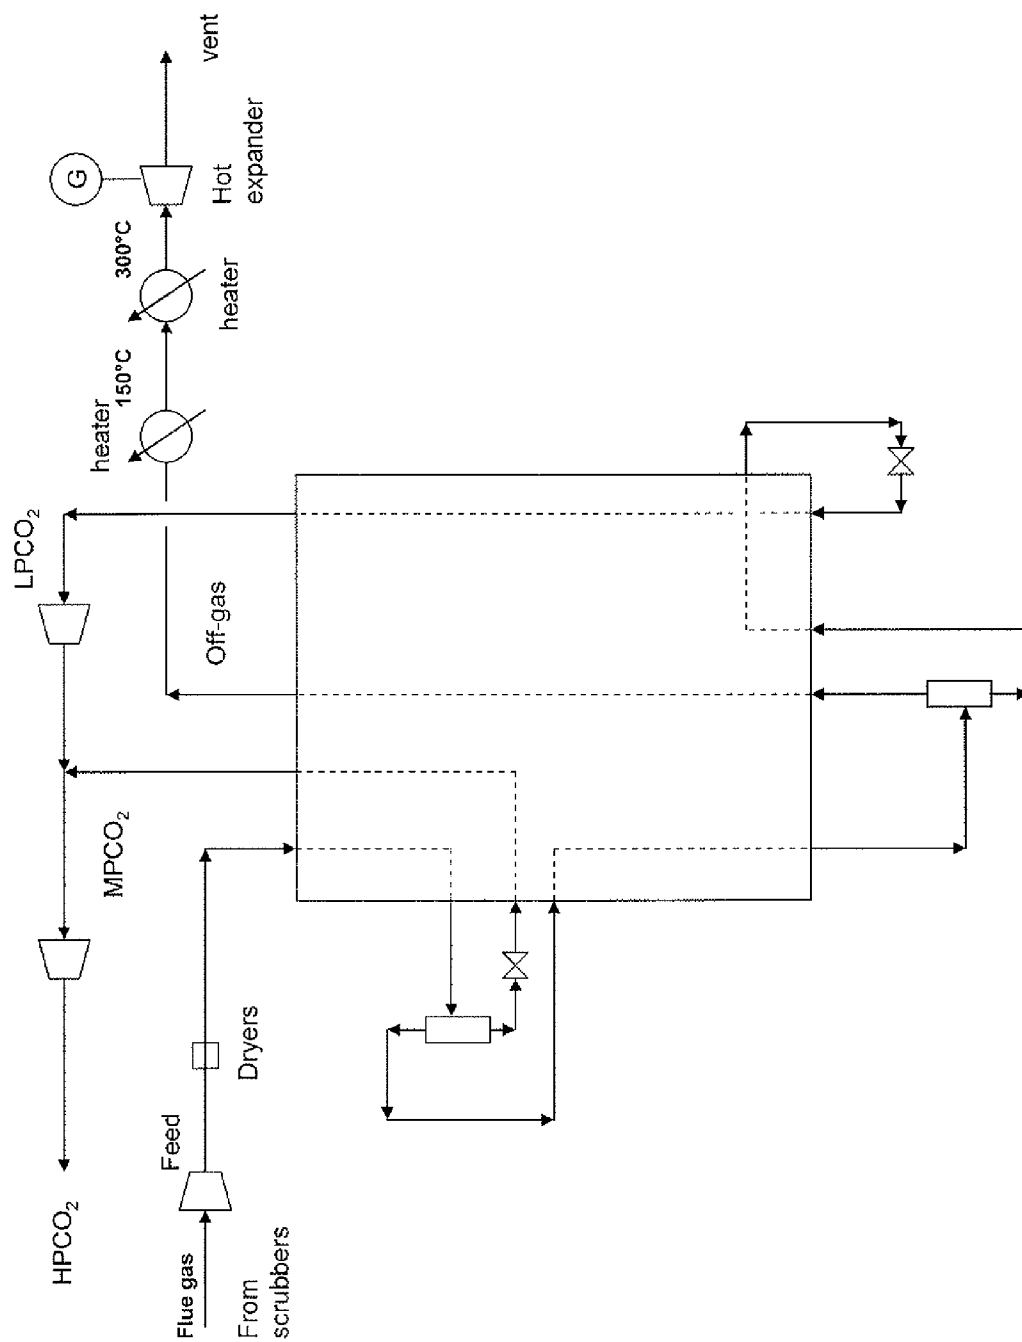 HPCO₂
MPCO₂
LPCO₂
Flue gas
From
scrubbers
Feed
Dryers
Off-gas
heater
150°C
heater
300°C
G
Hot
expander
vent